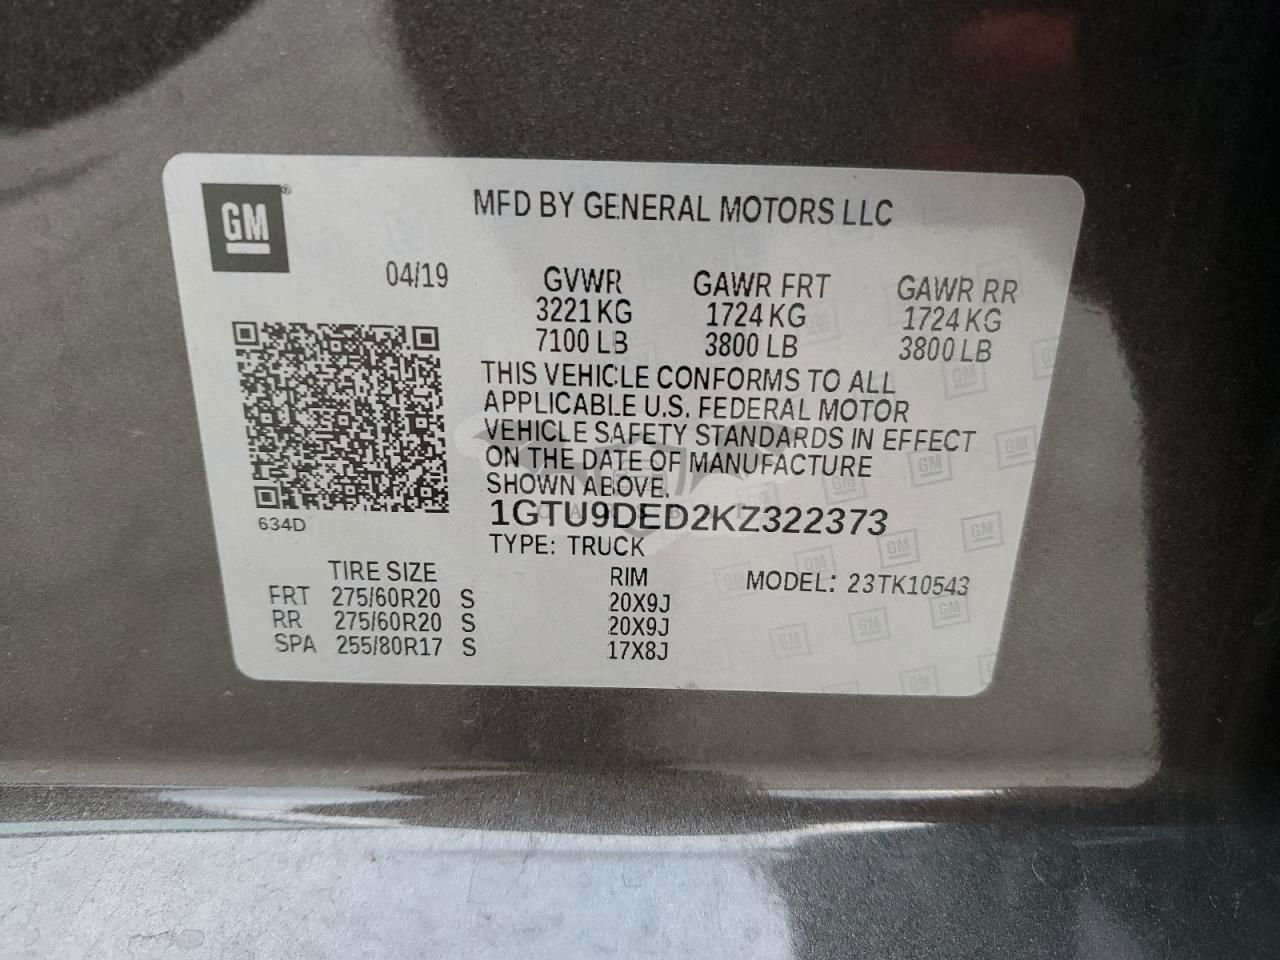 GM
MFD BY GENERAL MOTORS LLC
04/19
GVWR GAWR FRT GAWR RR
3221 KG 1724 KG 1724 KG
7100 LB 3800 LB 3800 LB
THIS VEHICLE CONFORMS TO ALL
APPLICABLE U.S. FEDERAL MOTOR
VEHICLE SAFETY STANDARDS IN EFFECT
ON THE DATE OF MANUFACTURE
SHOWN ABOVE.
634D
1GTU9DED2KZ322373
TYPE: TRUCK
TIRE SIZE RIM MODEL: 23TK10543
FRT 275/60R20 S 20X9J
RR 275/60R20 S 20X9J
SPA 255/80R17 S 17X8J